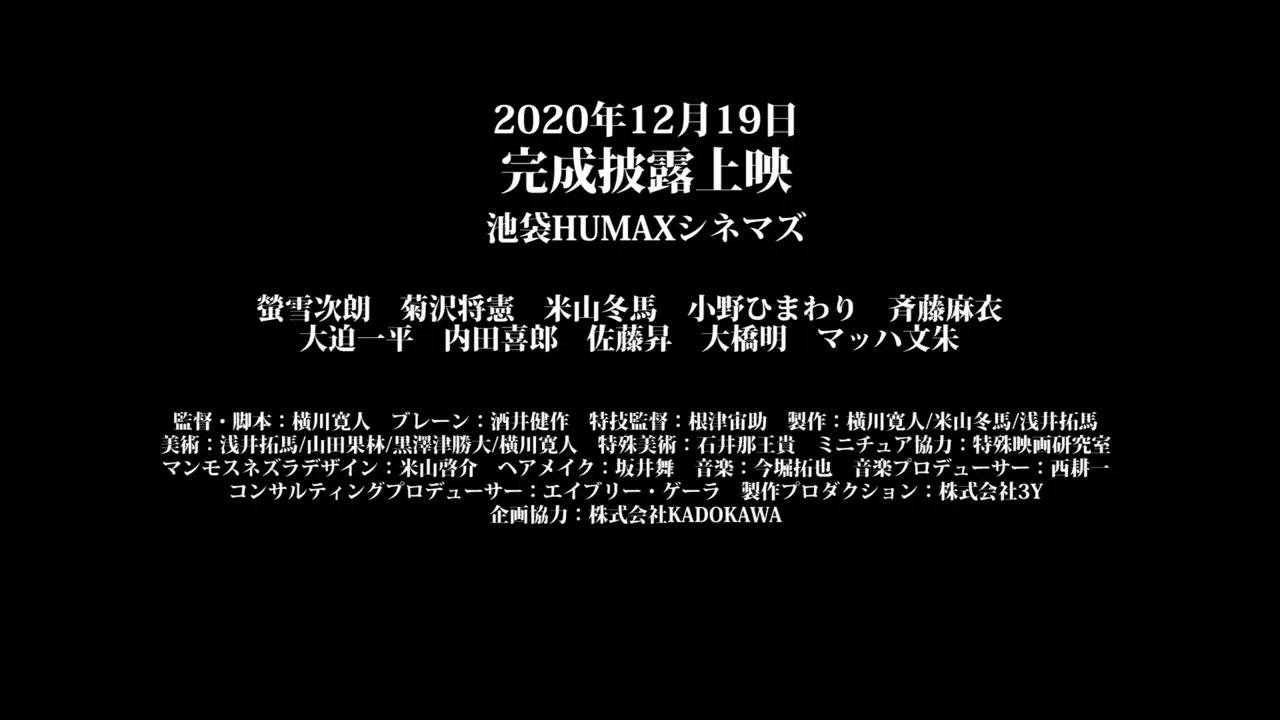 2020年12月19日
完成披露上映
池袋HUMAXシネマズ
螢雪次朗　菊沢将憲　米山冬馬　小野ひまわり　斉藤麻衣
大迫一平　内田喜郎　佐藤昇　大橋明　マッハ文朱
監督・脚本：横川寛人　ブレーン：酒井健作　特技監督：根津宙助　製作：横川寛人/米山冬馬/浅井拓馬
美術：浅井拓馬/山田果林/黒澤津勝大/横川寛人　特殊美術：石井那王貴　ミニチュア協力：特殊映画研究室
マンモスネズラデザイン：米山啓介　ヘアメイク：坂井舞　音楽：今堀拓也　音楽プロデューサー：西耕一
コンサルティングプロデューサー：エイブリー・ゲーラ　製作プロダクション：株式会社3Y
企画協力：株式会社KADOKAWA